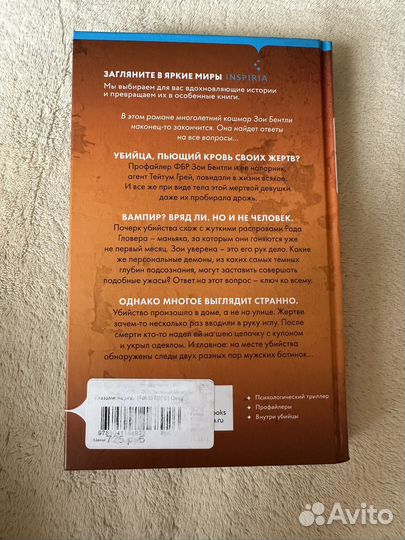 ЗАГЛЯНИТЕ В ЯРКИЕ МИРЫ INSPIRIA
Мы выбираем для вас вдохновляющие истории
и превращаем их в особенные книги.
В этом романе многолетний кошмар Зои Бентли
наконец-то закончится. Она найдет ответы
на все вопросы...
УБИЙЦА, ПЬЮЩИЙ КРОВЬ СВОИХ ЖЕРТВ?
Профайлер ФБР Зои Бентли и ее напарник,
агент Тейтум Грей, повидали в жизни всякое.
И все же при виде тела этой мертвой девушки
даже их пробирала дрожь.
ВАМПИР? ВРЯД ЛИ. НО И НЕ ЧЕЛОВЕК.
Почерк убийства схож с жуткими расправами Рода
Гловера – маньяка, за которым они гоняются уже
не первый месяц. Зои уверена – это его рук дело. Какие
же персональные демоны, из каких самых темных
глубин подсознания, могут заставить совершать
подобные ужасы? Ответ на этот вопрос – ключ ко всему.
ОДНАКО МНОГОЕ ВЫГЛЯДИТ СТРАННО.
Убийство произошло в доме, а не на улице. Жертве
зачем-то несколько раз вводили в руку иглу. После
смерти кто-то надел ей на шею цепочку с кулоном
и укрыл одеялом. И главное: на месте убийства
обнаружены следы двух разных пар мужских ботинок...
books
• Психологический триллер
• Профайлеры
• Внутри убийцы
Avito